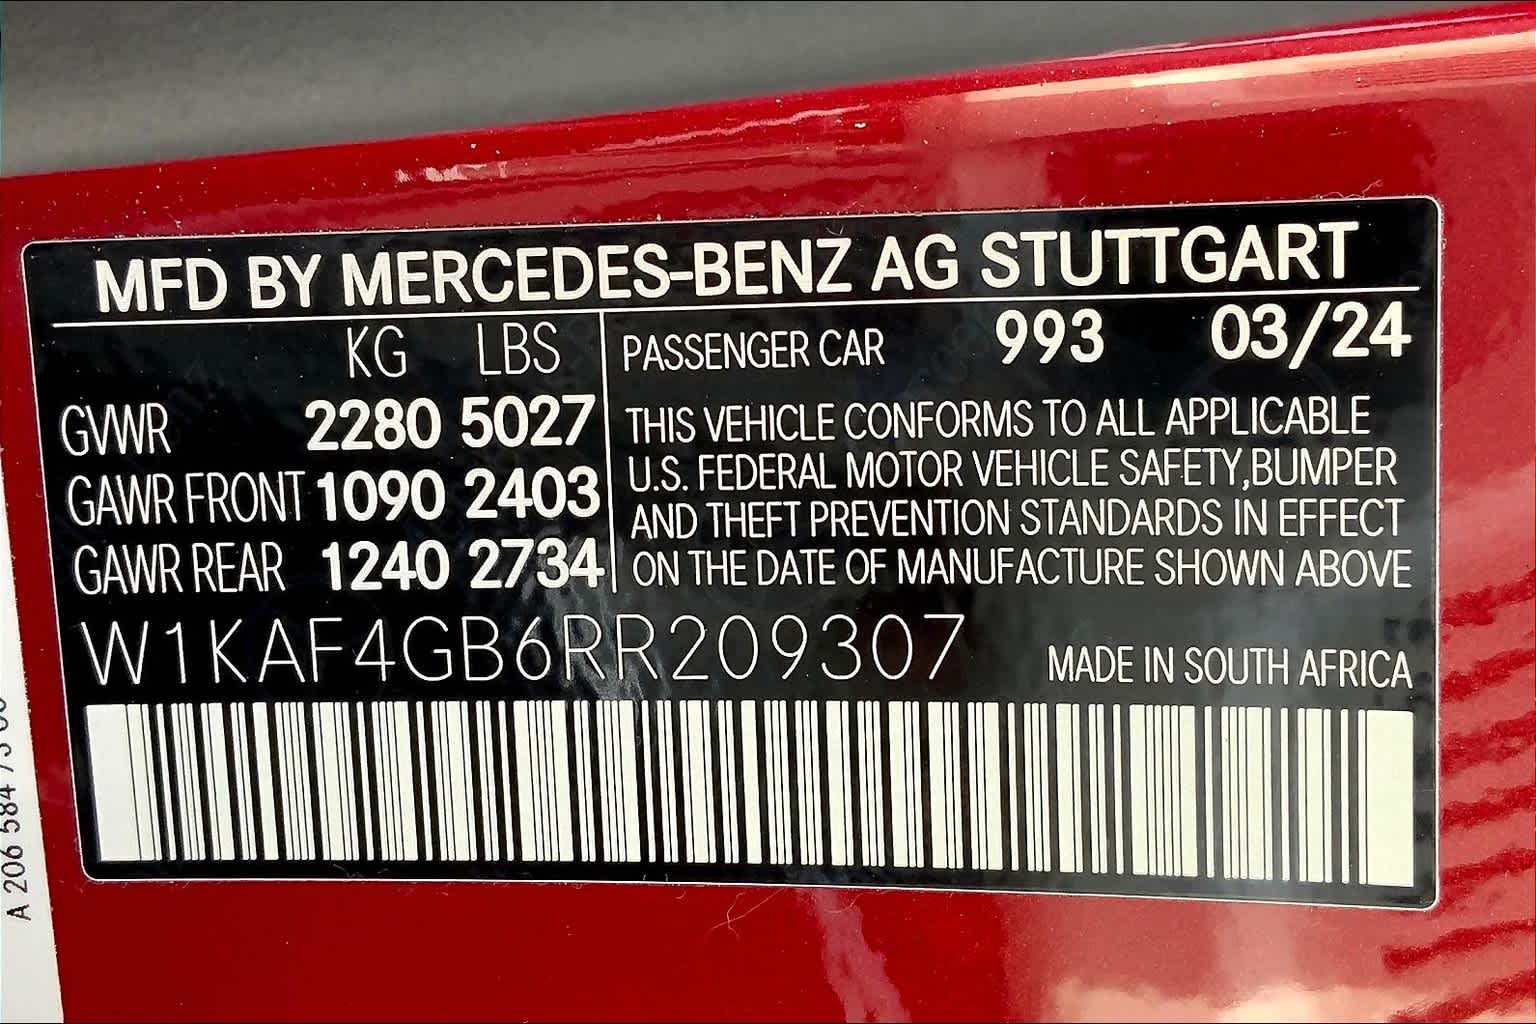 MFD BY MERCEDES-BENZ AG STUTTGART
KG LBS
GVWR 2280 5027
GAWR FRONT 1090 2403
GAWR REAR 1240 2734
PASSENGER CAR 993 03/24
THIS VEHICLE CONFORMS TO ALL APPLICABLE
U.S. FEDERAL MOTOR VEHICLE SAFETY,BUMPER
AND THEFT PREVENTION STANDARDS IN EFFECT
ON THE DATE OF MANUFACTURE SHOWN ABOVE
W1KAF4GB6RR209307
MADE IN SOUTH AFRICA
A 206 584